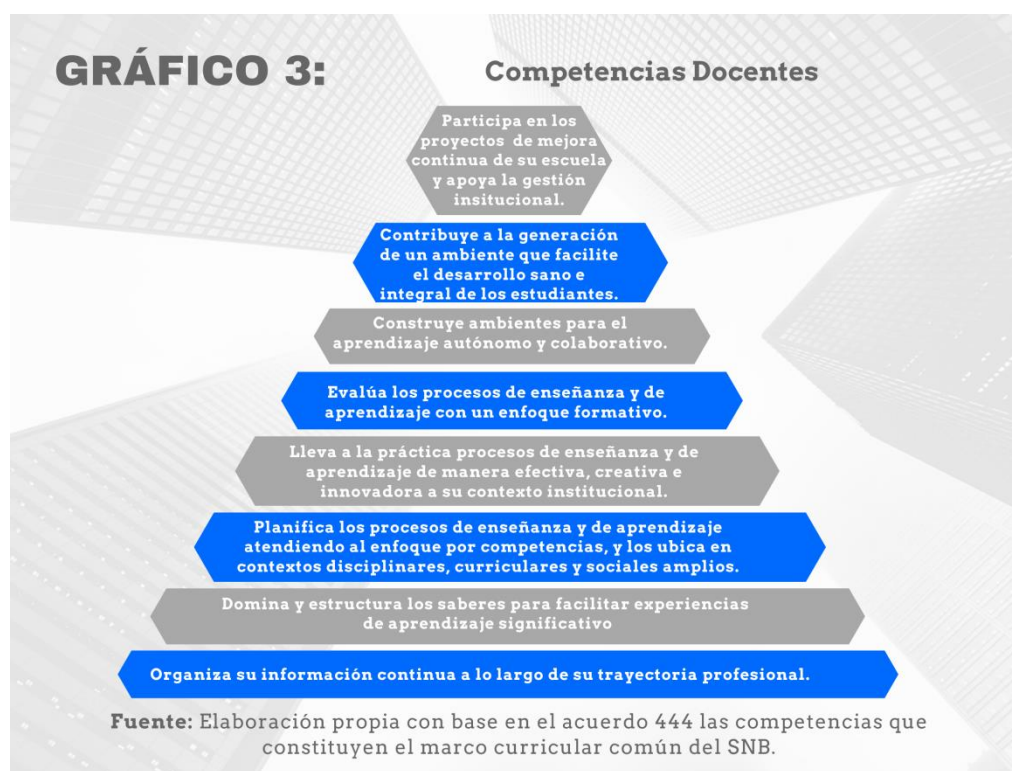 GRÁFICO 3:
Competencias Docentes
Participa en los
proyectos de mejora
continua de su escuela
y apoya la gestión
insitucional.
Contribuye a la generación
de un ambiente que facilite
el desarrollo sano e
integral de los estudiantes.
Construye ambientes para el
aprendizaje autónomo y colaborativo.
Evalúa los procesos de enseñanza y de
aprendizaje con un enfoque formativo.
Lleva a la práctica procesos de enseñanza y de
aprendizaje de manera efectiva, creativa e
innovadora a su contexto institucional.
Planifica los procesos de enseñanza y de aprendizaje
atendiendo al enfoque por competencias, y los ubica en
contextos disciplinares, curriculares y sociales amplios.
Domina y estructura los saberes para facilitar experiencias
de aprendizaje significativo
Organiza su información continua a lo largo de su trayectoria profesional.
Fuente: Elaboración propia con base en el acuerdo 444 las competencias que
constituyen el marco curricular común del SNB.